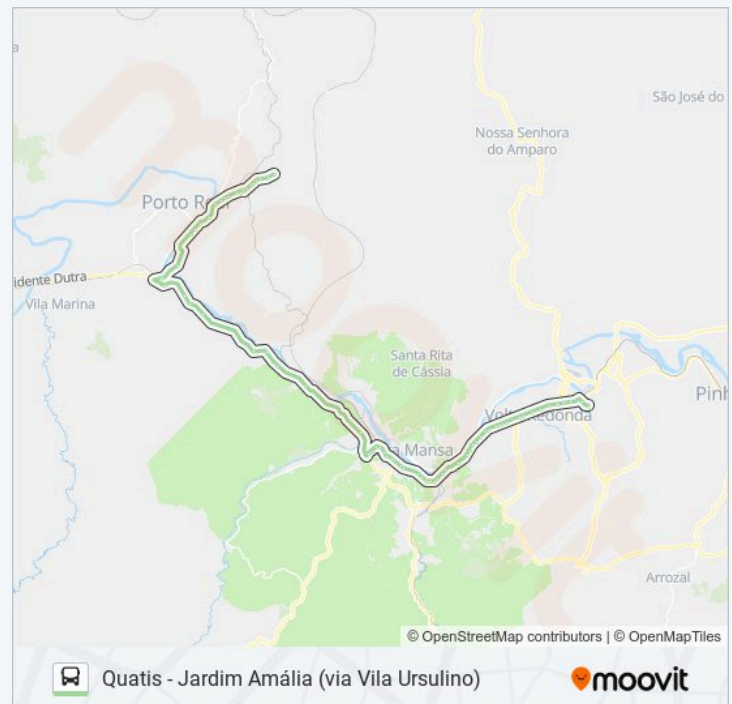 São José do
Nossa Senhora
do Amparo
Porto Real
idente Dutra
Vila Marina
Santa Rita
de Cássia
Pinh
Volta Redonda
a Mansa
Arrozal
© OpenStreetMap contributors | © OpenMapTiles
Quatis - Jardim Amália (via Vila Ursulino)
moovit